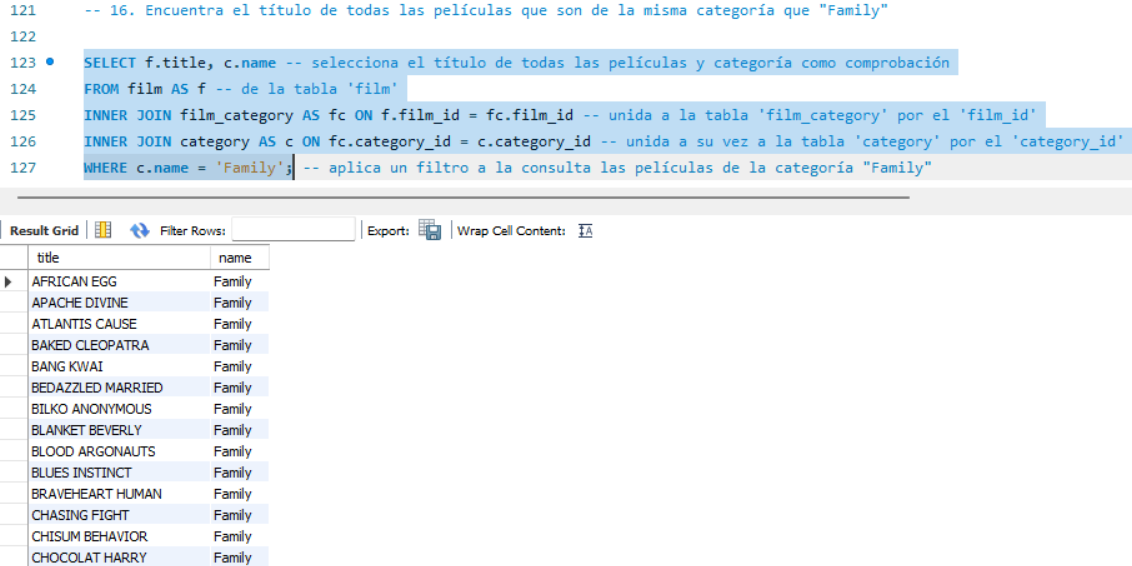 121 -- 16. Encuentra el título de todas las películas que son de la misma categoría que "Family"
122
123 SELECT f.title, c.name -- selecciona el título de todas las películas y categoría como comprobación
124 FROM film AS f -- de la tabla 'film'
125 INNER JOIN film_category AS fc ON f.film_id = fc.film_id -- unida a la tabla 'film_category' por el 'film_id'
126 INNER JOIN category AS c ON fc.category_id = c.category_id -- unida a su vez a la tabla 'category' por el 'category_id'
127 WHERE c.name = 'Family'; -- aplica un filtro a la consulta las películas de la categoría "Family"
Result Grid Filter Rows: Export: Wrap Cell Content: IA
title name
AFRICAN EGG Family
APACHE DIVINE Family
ATLANTIS CAUSE Family
BAKED CLEOPATRA Family
BANG KWAI Family
BEDAZZLED MARRIED Family
BILKO ANONYMOUS Family
BLANKET BEVERLY Family
BLOOD ARGONAUTS Family
BLUES INSTINCT Family
BRAVEHEART HUMAN Family
CHASING FIGHT Family
CHISUM BEHAVIOR Family
CHOCOLAT HARRY Family